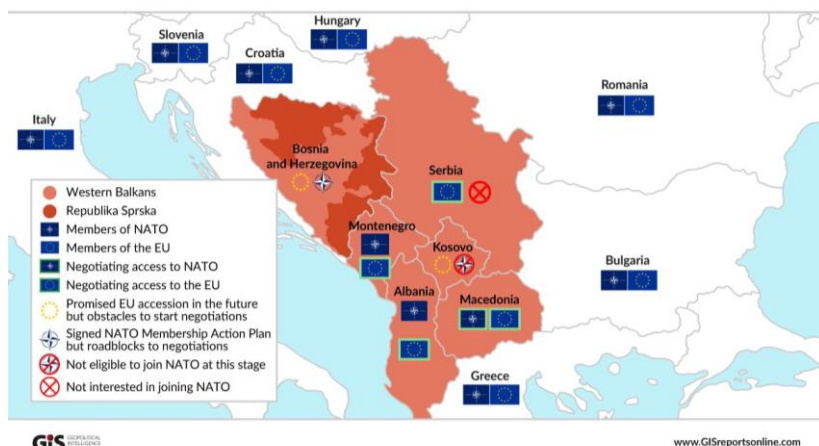 Hungary
Slovenia
Croatia
Romania
Italy
Bosnia
and Herzegovina
Serbia
Western Balkans
Republika Sprska
Members of NATO
Members of the EU
Negotiating access to NATO
Negotiating access to the EU
Promised EU accession in the future
but obstacles to start negotiations
Signed NATO Membership Action Plan
but roadblocks to negotiations
Not eligible to join NATO at this stage
Not interested in joining NATO
Montenegro
Kosovo
Bulgaria
Albania
Macedonia
Greece
GIS GEOPOLITICAL
INTELLIGENCE
www.GISreportsonline.com